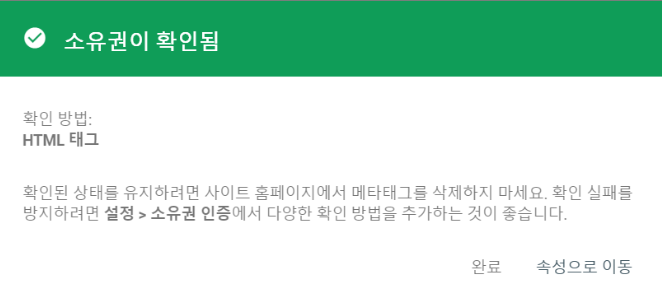 소유권이 확인됨
확인 방법:
HTML 태그
확인된 상태를 유지하려면 사이트 홈페이지에서 메타태그를 삭제하지 마세요. 확인 실패를
방지하려면 설정 > 소유권 인증에서 다양한 확인 방법을 추가하는 것이 좋습니다.
완료 속성으로 이동